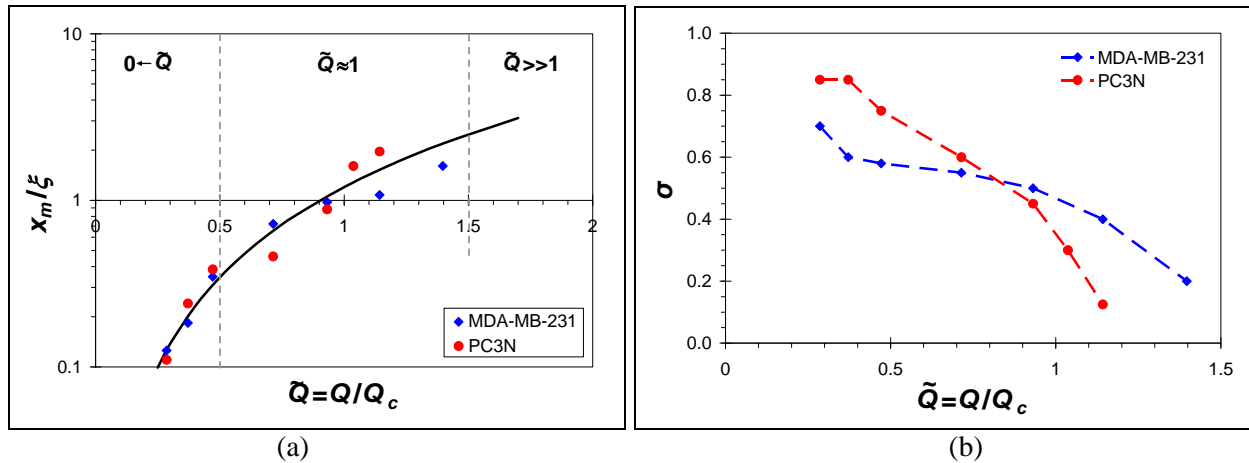 10
0← Q̃
Q̃≈1
Q̃>>1
x_m/ξ
1
0
0.5
1
1.5
2
MDA-MB-231
PC3N
0.1
Q̃=Q/Q_c
(a)
1.0
MDA-MB-231
PC3N
0.8
0.6
σ
0.4
0.2
0.0
0
0.5
1
1.5
Q̃=Q/Q_c
(b)